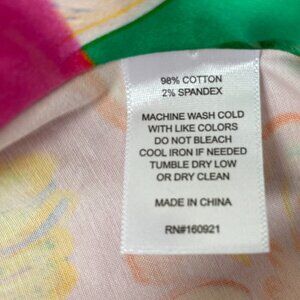 98% COTTON
2% SPANDEX
MACHINE WASH COLD
WITH LIKE COLORS
DO NOT BLEACH
COOL IRON IF NEEDED
TUMBLE DRY LOW
OR DRY CLEAN
MADE IN CHINA
RN#160921